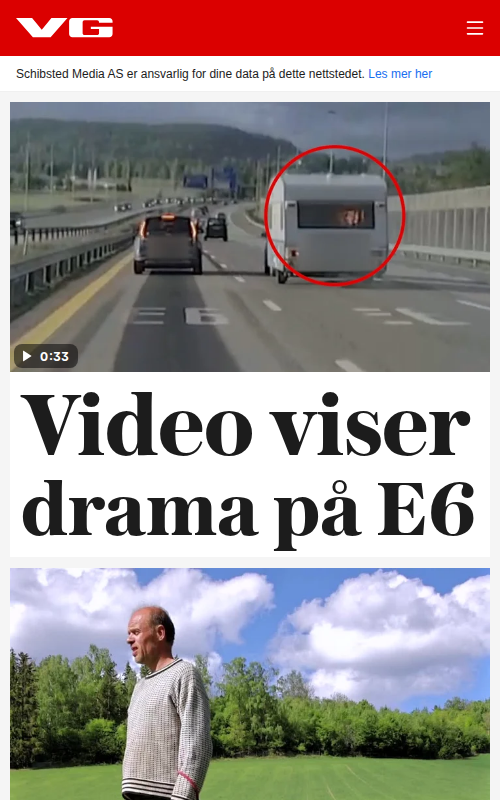 VG
Schibsted Media AS er ansvarlig for dine data på dette nettstedet. Les mer her
0:33
Video viser
drama på E6